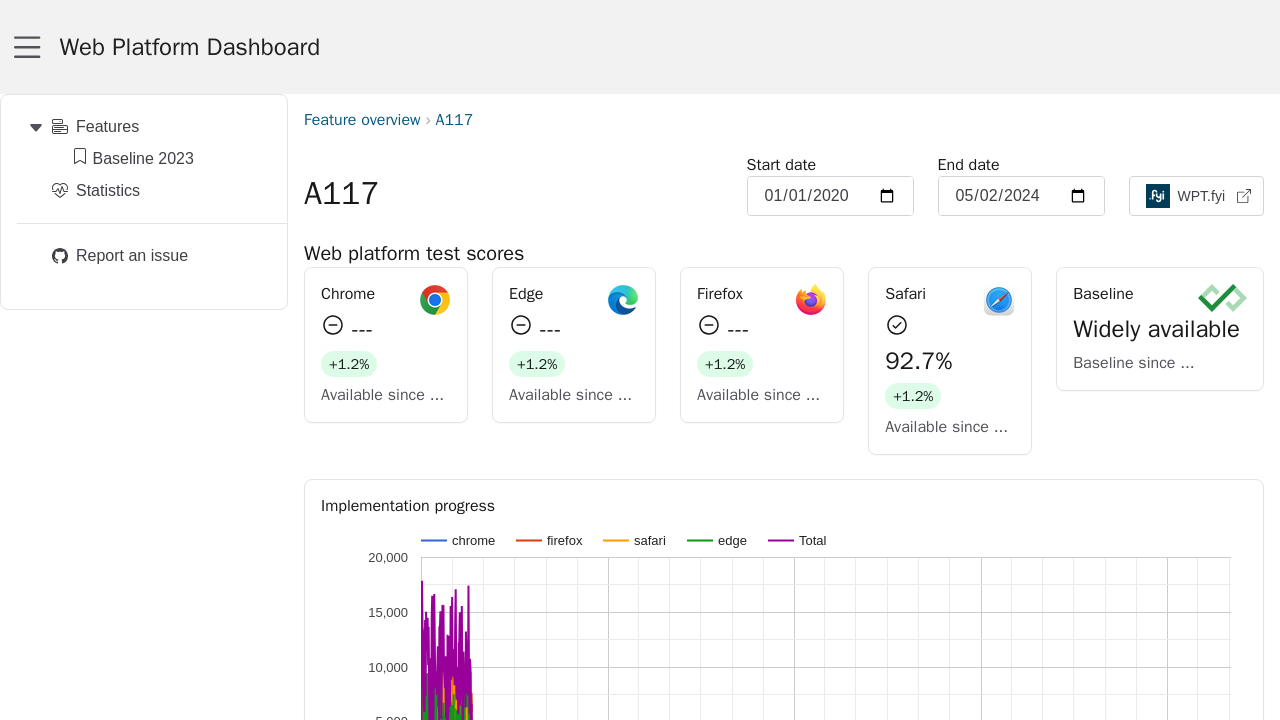 Web Platform Dashboard
Features
Baseline 2023
Statistics
Report an issue
Feature overview › A117
A117
Start date
01/01/2020
End date
05/02/2024
.fyi WPT.fyi
Web platform test scores
Chrome
---
+1.2%
Available since ...
Edge
---
+1.2%
Available since ...
Firefox
---
+1.2%
Available since ...
Safari
92.7%
+1.2%
Available since ...
Baseline
Widely available
Baseline since ...
Implementation progress
chrome firefox safari edge Total
20,000
15,000
10,000
5,000